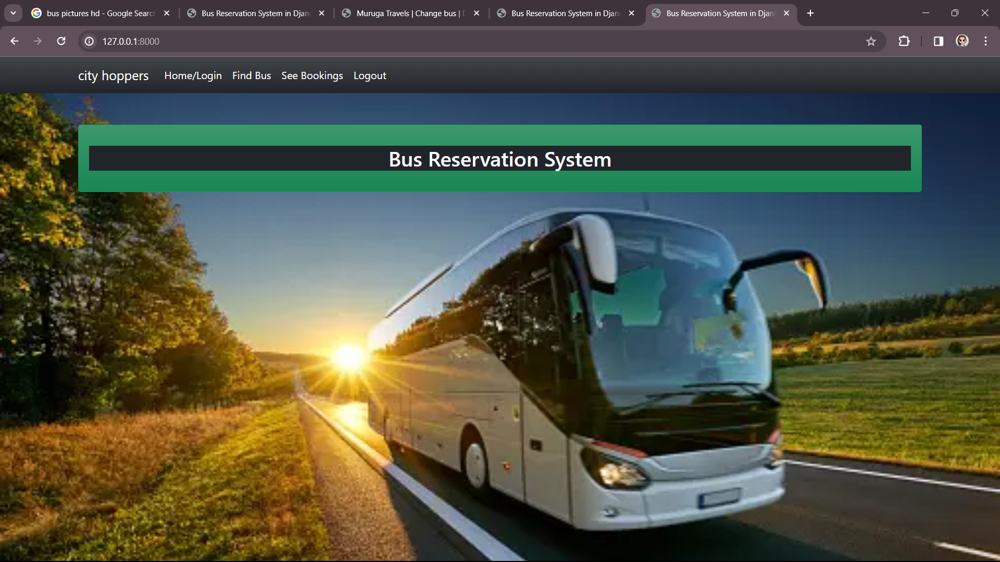 bus pictures hd - Google Search
Bus Reservation System in Djan
Muruga Travels | Change bus | D
Bus Reservation System in Djan
Bus Reservation System in Djan
127.0.0.1:8000
city hoppers Home/Login Find Bus See Bookings Logout
Bus Reservation System